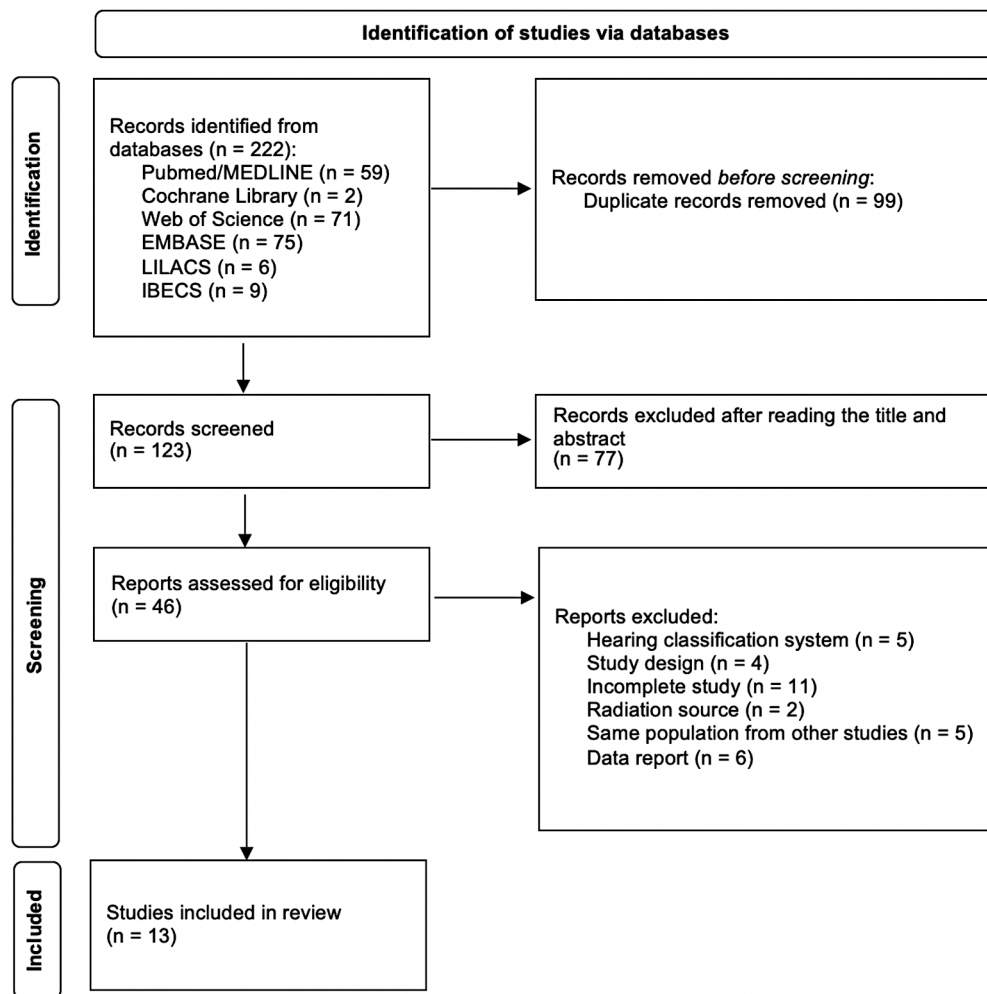 Identification of studies via databases
Identification
Records identified from
databases (n = 222):
Pubmed/MEDLINE (n = 59)
Cochrane Library (n = 2)
Web of Science (n = 71)
EMBASE (n = 75)
LILACS (n = 6)
IBECS (n = 9)
Records removed before screening:
Duplicate records removed (n = 99)
Screening
Records screened
(n = 123)
Records excluded after reading the title and
abstract
(n = 77)
Reports assessed for eligibility
(n = 46)
Reports excluded:
Hearing classification system (n = 5)
Study design (n = 4)
Incomplete study (n = 11)
Radiation source (n = 2)
Same population from other studies (n = 5)
Data report (n = 6)
Included
Studies included in review
(n = 13)